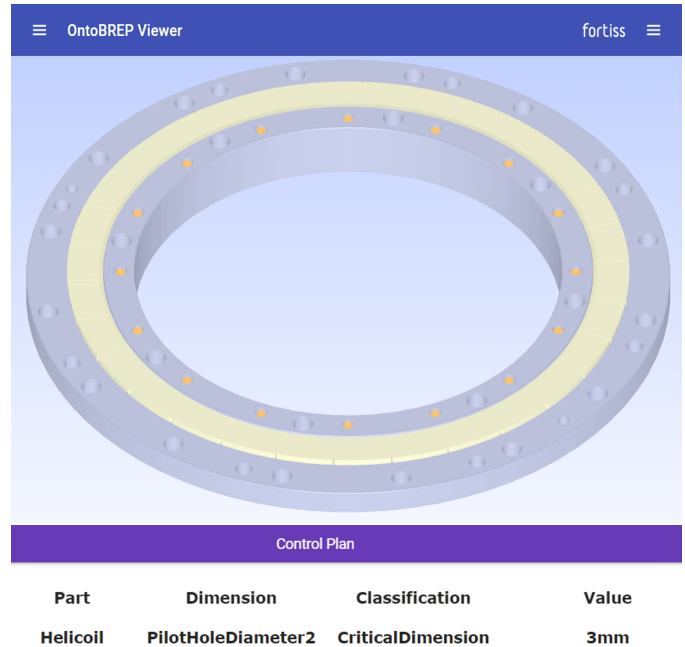 OntoBREP Viewer fortiss
Control Plan
Part Dimension Classification Value
Helicoil PilotHoleDiameter2 CriticalDimension 3mm